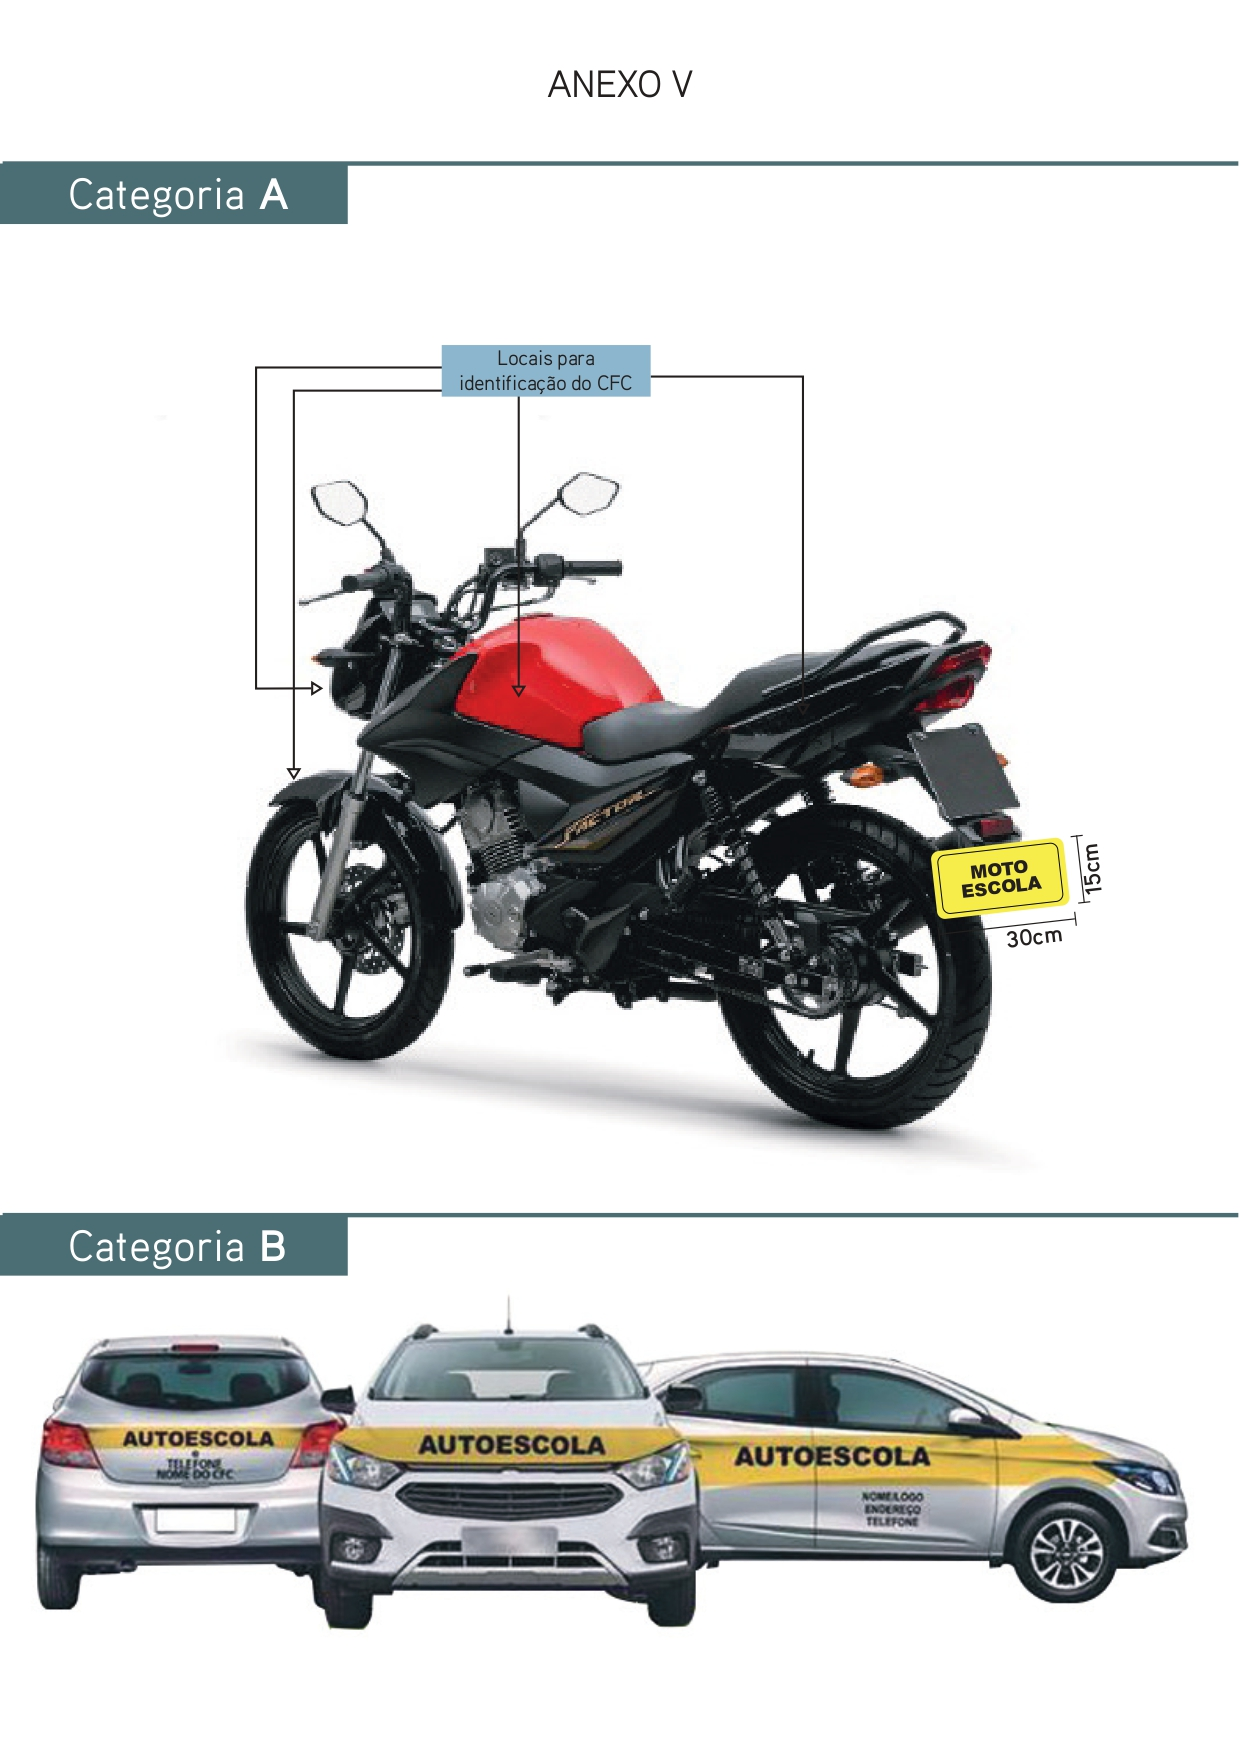 ANEXO V
Categoria A
Locais para
identificação do CFC
FACTOR
MOTO
ESCOLA
15cm
30cm
Categoria B
AUTOESCOLA
TELEFONE
NOME DO CFC
AUTOESCOLA
AUTOESCOLA
NOME/LOGO
ENDEREÇO
TELEFONE